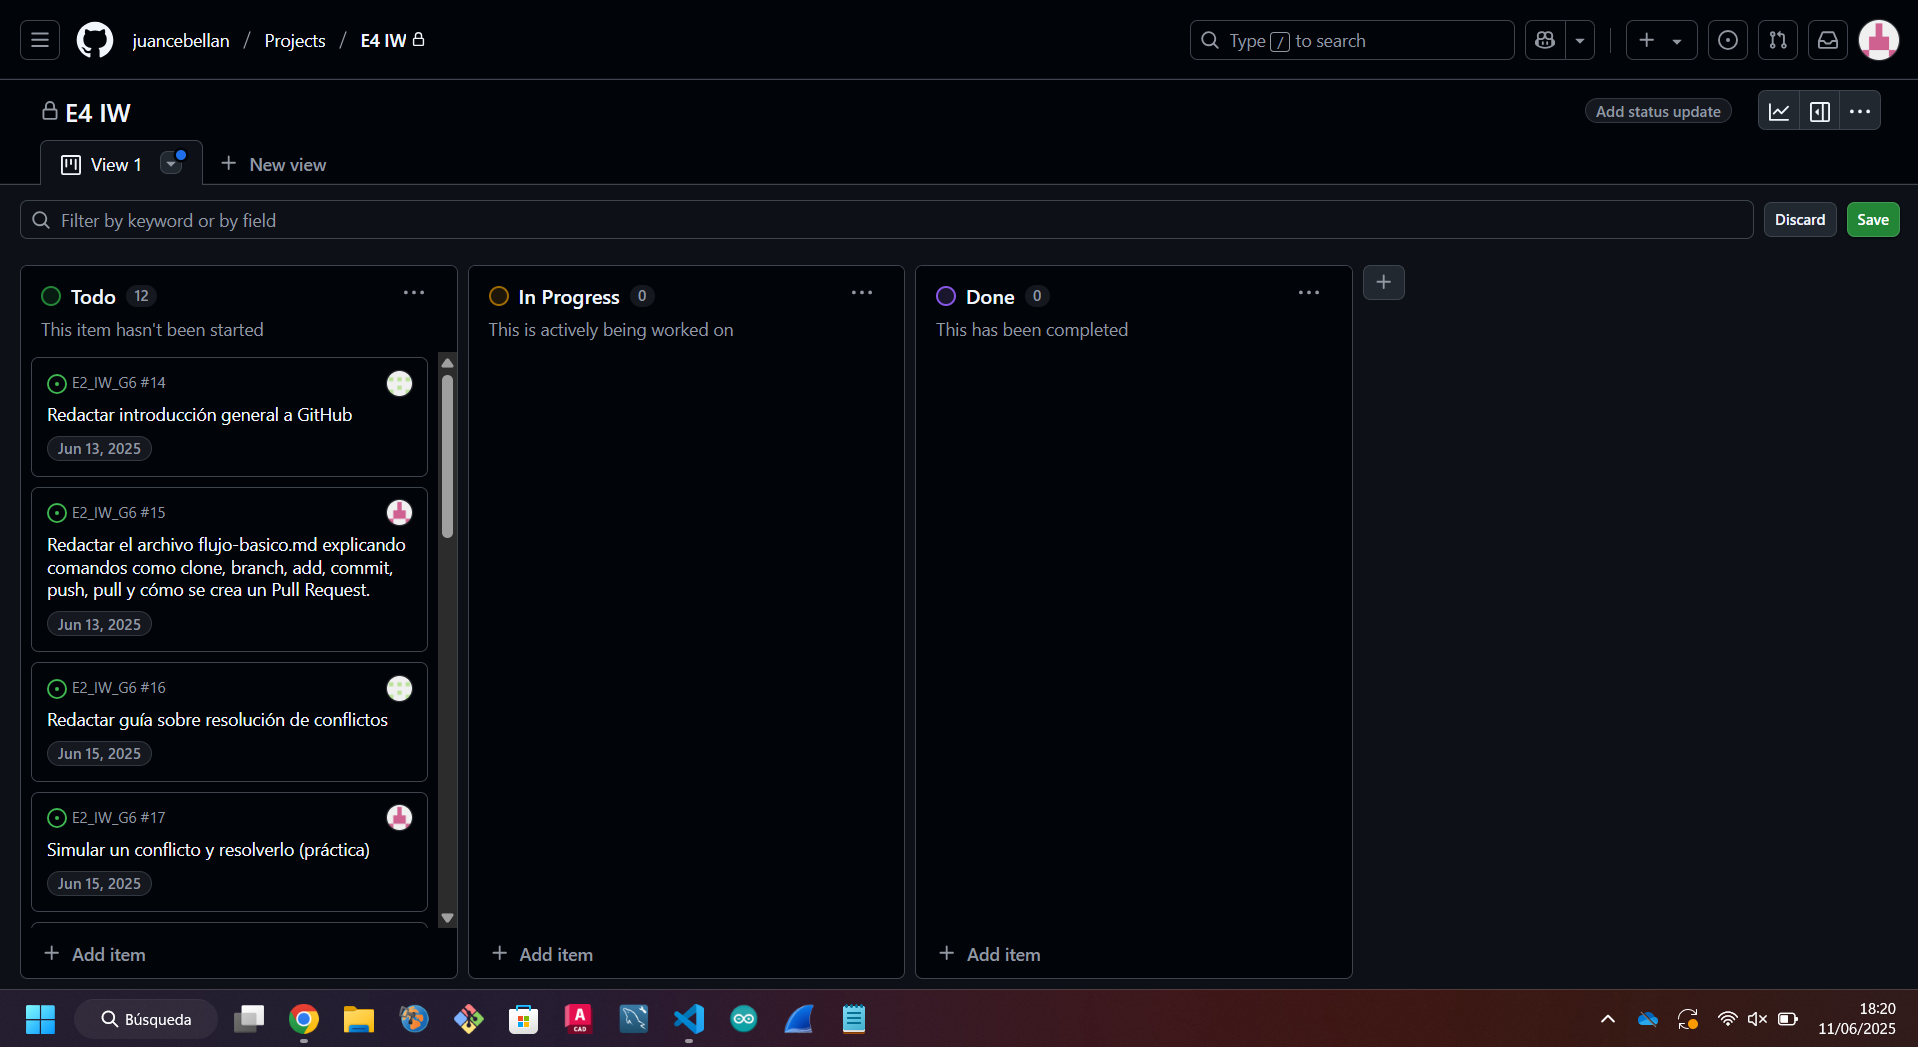 juancebellan / Projects / E4 IW
Type / to search
E4 IW
Add status update
View 1
New view
Filter by keyword or by field
Discard
Save
Todo 12
This item hasn't been started
E2_IW_G6 #14
Redactar introducción general a GitHub
Jun 13, 2025
E2_IW_G6 #15
Redactar el archivo flujo-basico.md explicando
comandos como clone, branch, add, commit,
push, pull y cómo se crea un Pull Request.
Jun 13, 2025
E2_IW_G6 #16
Redactar guía sobre resolución de conflictos
Jun 15, 2025
E2_IW_G6 #17
Simular un conflicto y resolverlo (práctica)
Jun 15, 2025
Add item
In Progress 0
This is actively being worked on
Add item
Done 0
This has been completed
Add item
Búsqueda
A
CAD
18:20
11/06/2025